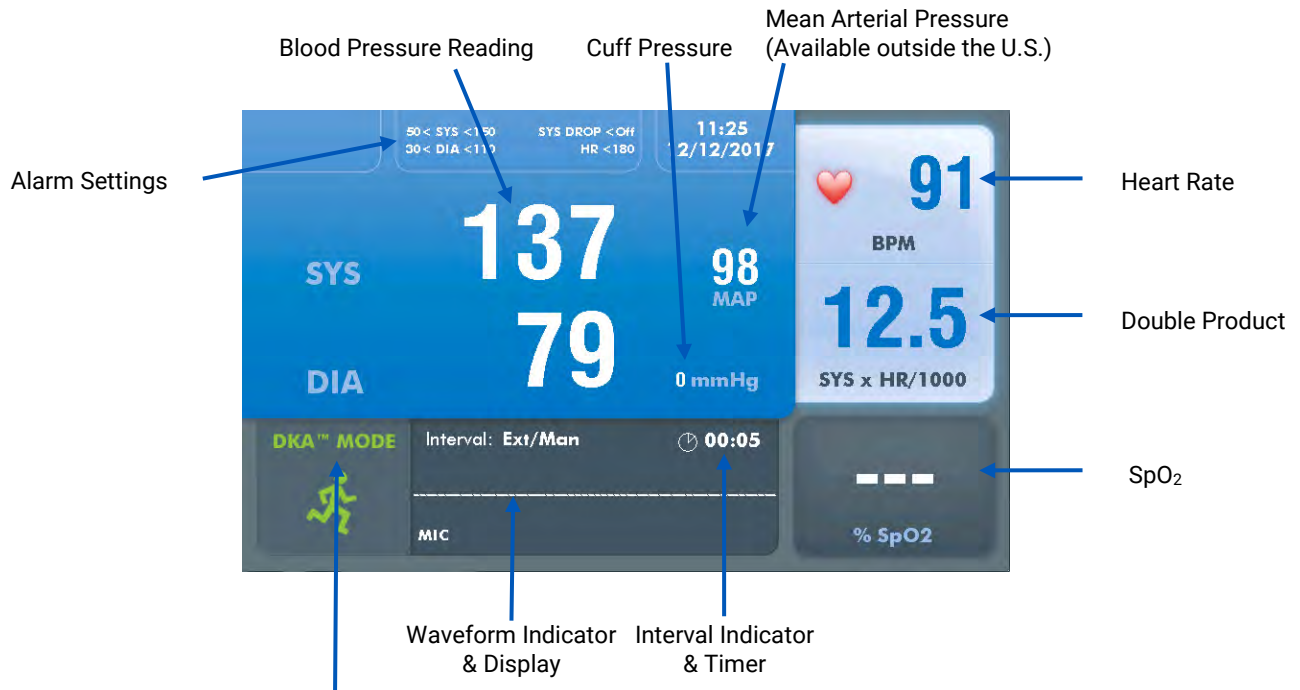 Mean Arterial Pressure
Blood Pressure Reading
Cuff Pressure
(Available outside the U.S.)
50< SYS <150
SYS DROP <Off
11:25
30< DIA <110
HR <180
12/12/2017
Alarm Settings
91
Heart Rate
BPM
137
SYS
98
MAP
12.5
Double Product
79
DIA
0 mmHg
SYS x HR/1000
DKA™ MODE
Interval: Ext/Man
00:05
---
SpO₂
MIC
% SpO2
Waveform Indicator
& Display
Interval Indicator
& Timer